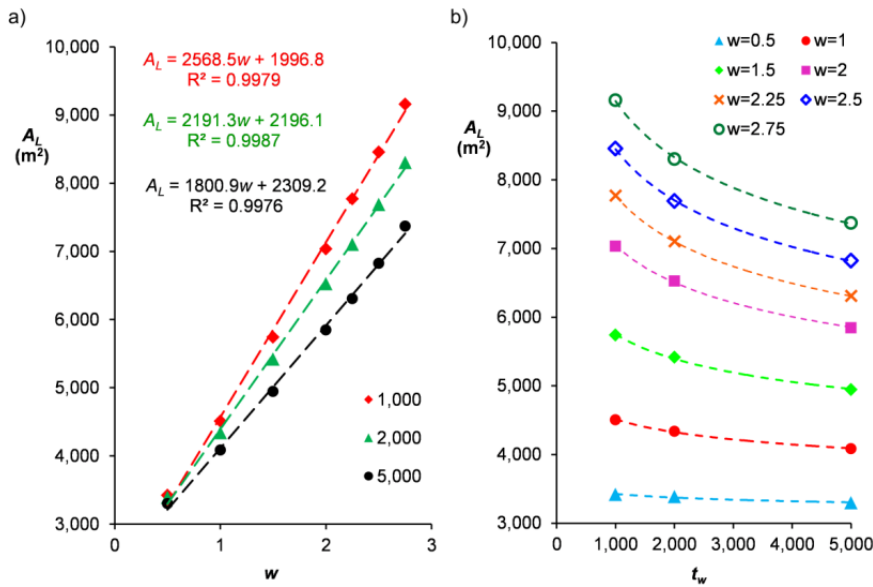 a)
10,000
9,000
8,000
7,000
6,000
5,000
4,000
3,000
A_L
(m²)
A_L = 2568.5w + 1996.8
R² = 0.9979
A_L = 2191.3w + 2196.1
R² = 0.9987
A_L = 1800.9w + 2309.2
R² = 0.9976
1,000
2,000
5,000
0 1 2 3
w
b)
10,000
9,000
8,000
7,000
6,000
5,000
4,000
3,000
A_L
(m²)
w=0.5 w=1
w=1.5 w=2
w=2.25 w=2.5
w=2.75
0 1,000 2,000 3,000 4,000 5,000
t_w